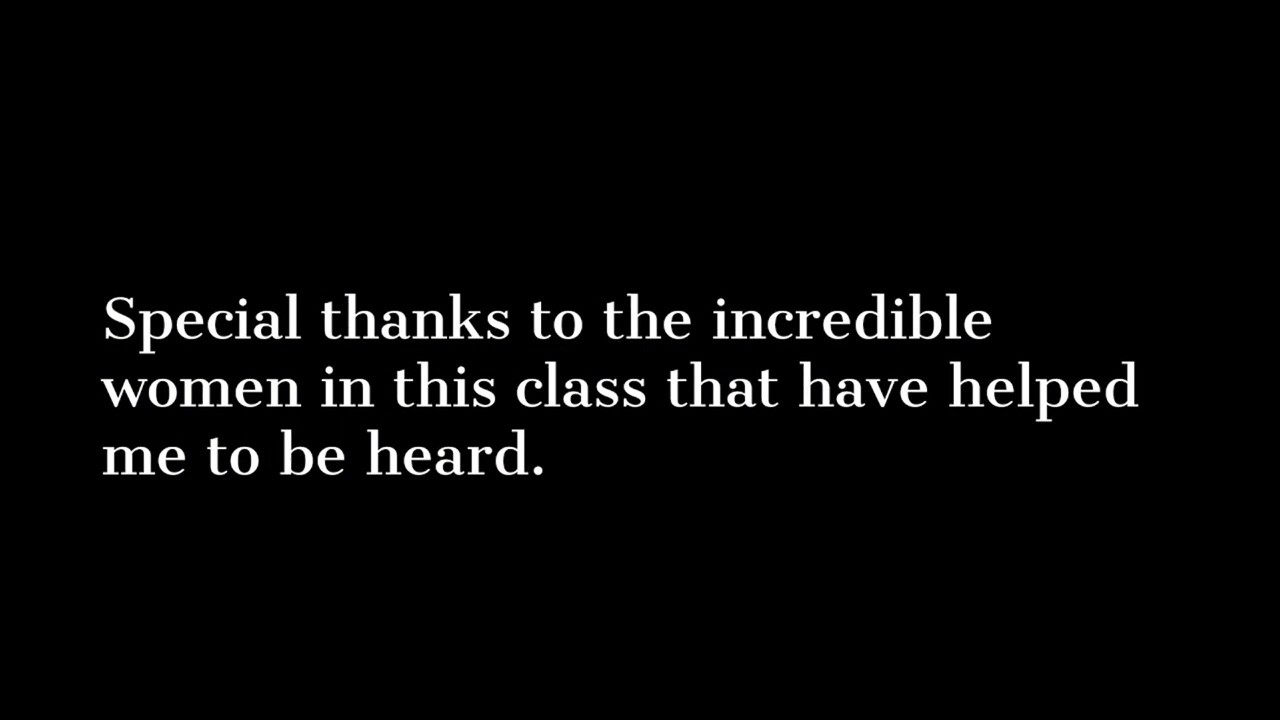 Special thanks to the incredible
women in this class that have helped
me to be heard.